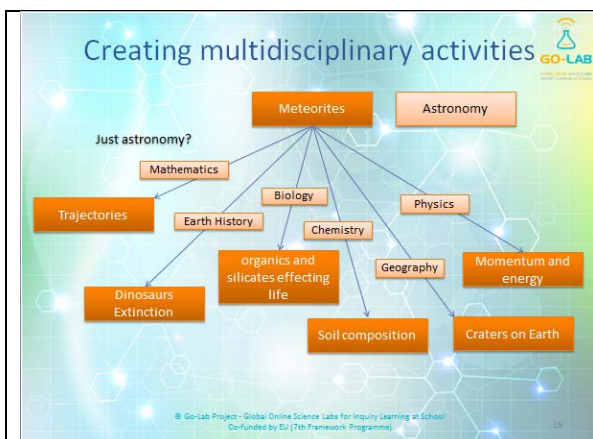 Creating multidisciplinary activities
GO-LAB
Meteorites
Astronomy
Just astronomy?
Mathematics
Biology
Physics
Trajectories
Earth History
Chemistry
organics and
silicates effecting
life
Geography
Momentum and
energy
Dinosaurs
Extinction
Soil composition
Craters on Earth
® Go-Lab Project - Global Online Science Labs for Inquiry Learning at School
Co-funded by EU (7th Framework Programme)
15